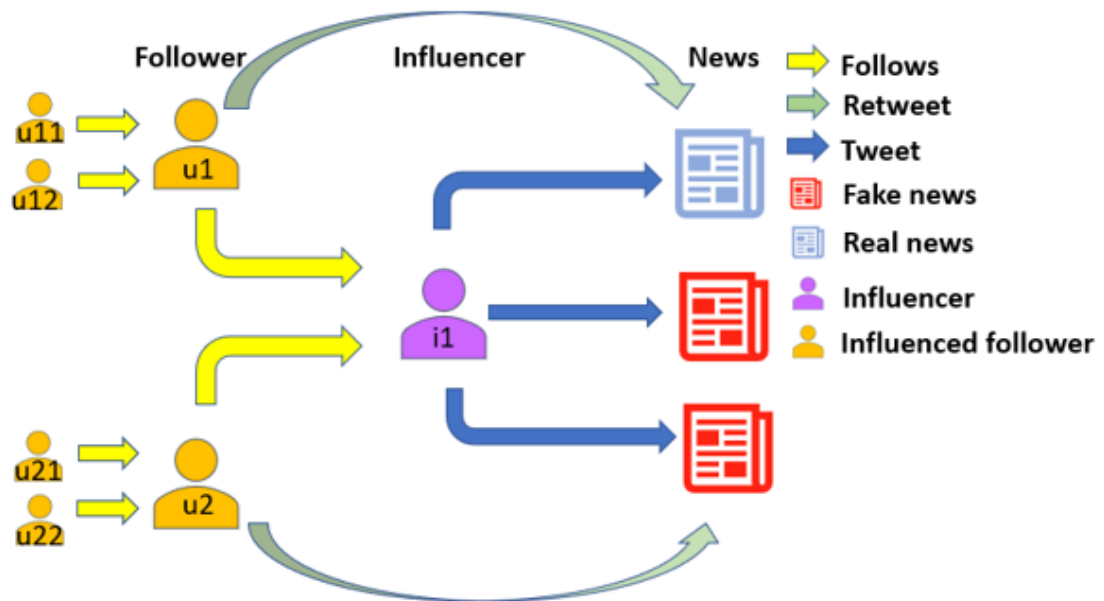 Follower
Influencer
News
Follows
Retweet
Tweet
Fake news
Real news
Influencer
Influenced follower
u11
u12
u1
i1
u21
u22
u2